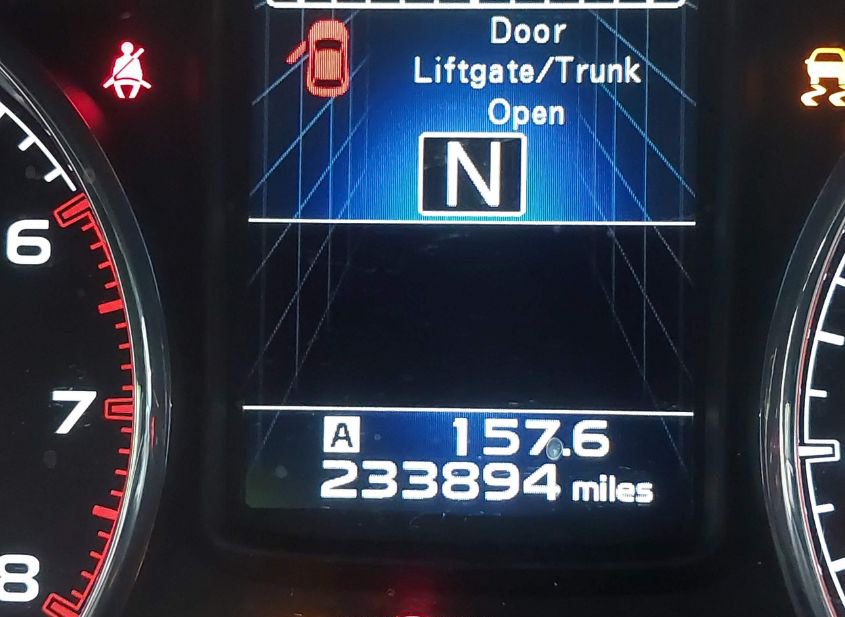 Door
Liftgate/Trunk
Open
N
6
7
8
A 157.6
233894 miles